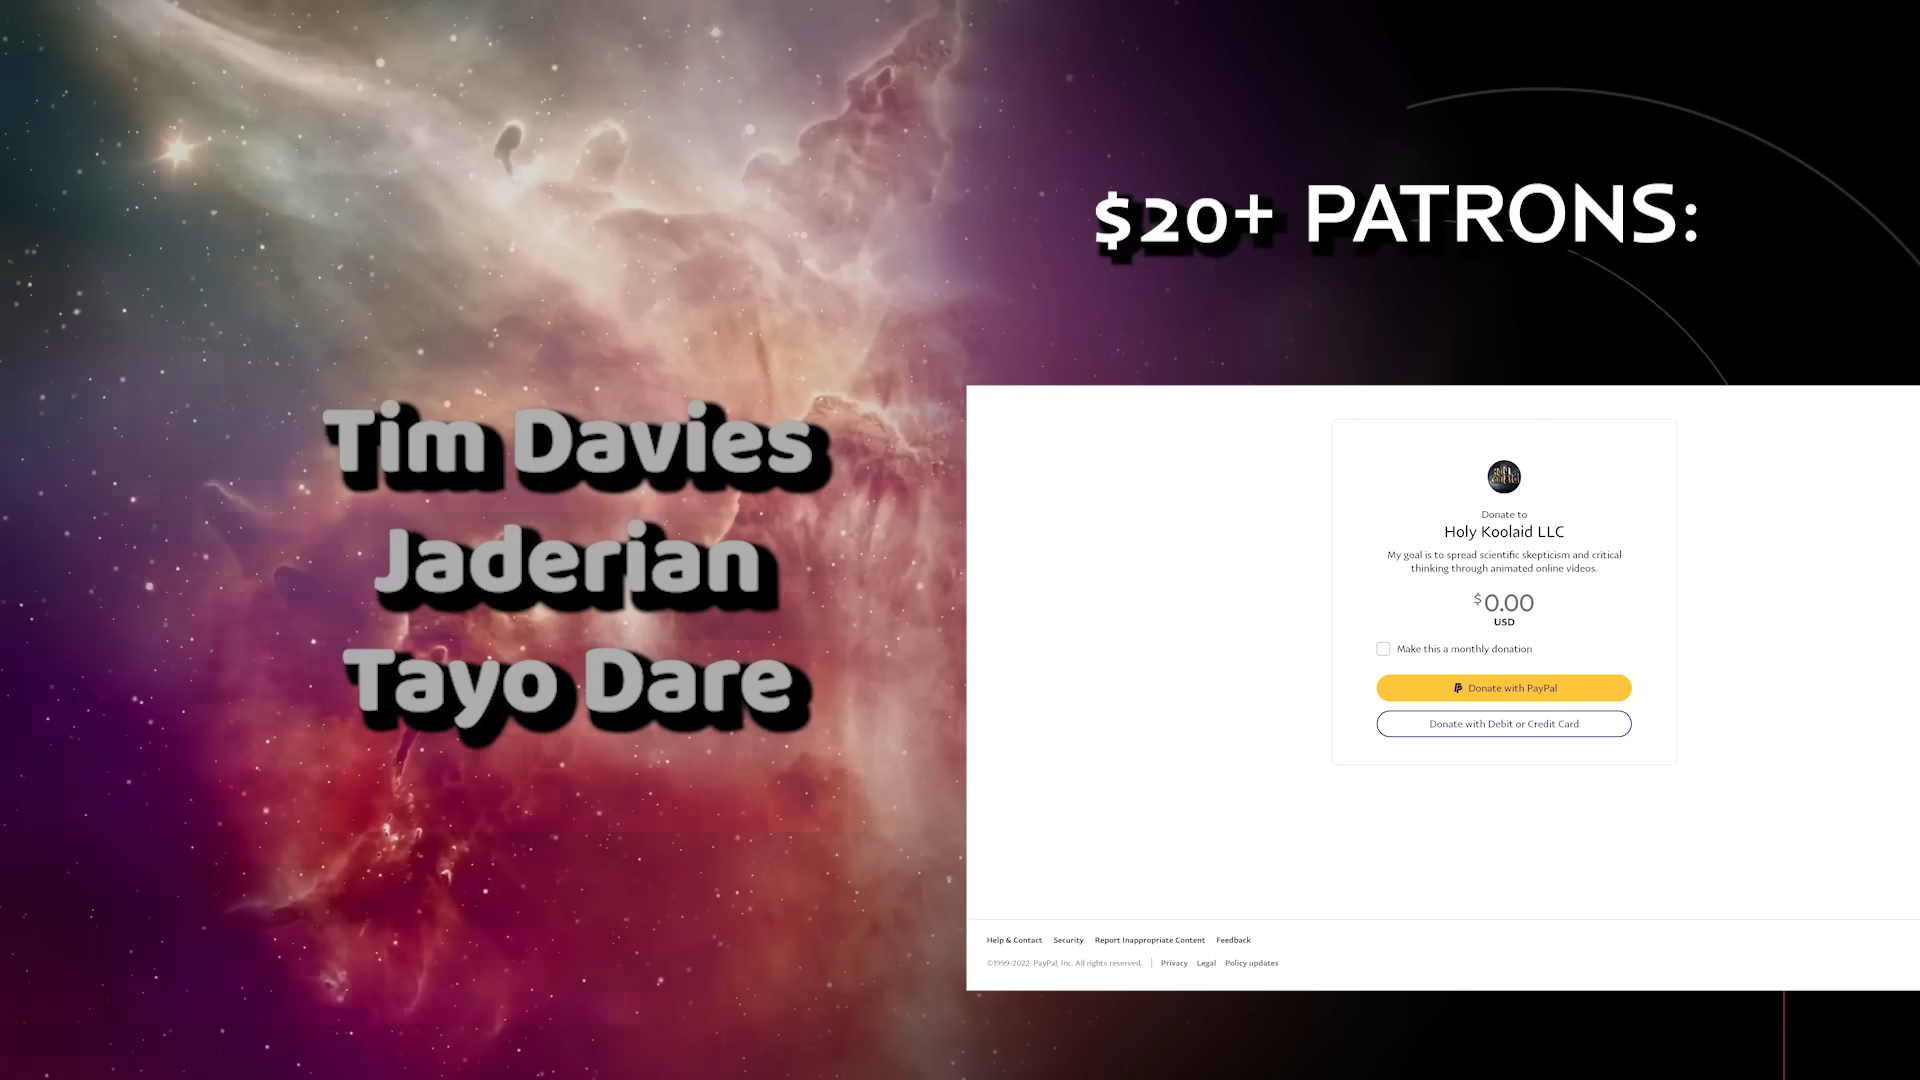 $20+ PATRONS:
Tim Davies
Jaderian
Tayo Dare
Donate to
Holy Koolaid LLC
My goal is to spread scientific skepticism and critical
thinking through animated online videos.
$0.00
USD
Make this a monthly donation
Donate with PayPal
Donate with Debit or Credit Card
Help & Contact Security Report Inappropriate Content Feedback
©1999-2022 PayPal, Inc. All rights reserved. | Privacy Legal Policy updates